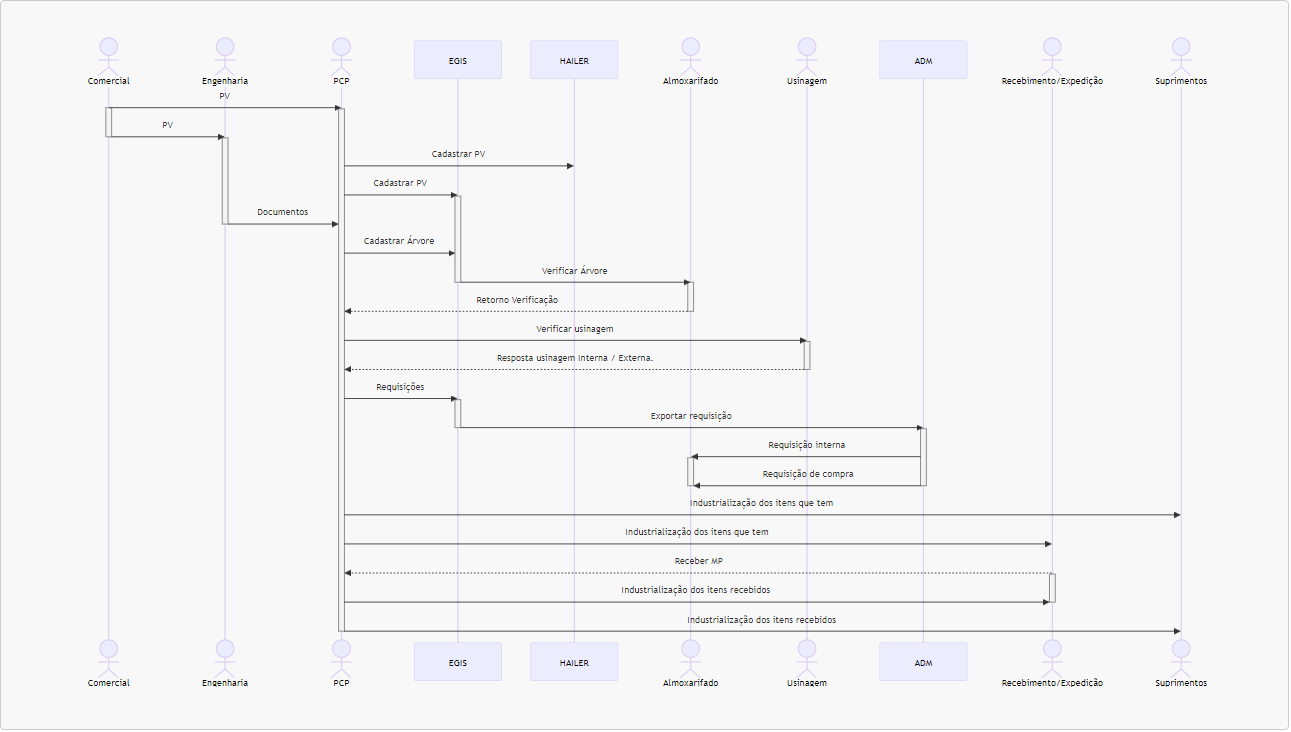 Comercial
Engenharia
PCP
EGIS
HAILER
Almoxarifado
Usinagem
ADM
Recebimento/Expedição
Suprimentos
PV
PV
Cadastrar PV
Cadastrar PV
Documentos
Cadastrar Árvore
Verificar Árvore
Retorno Verificação
Verificar usinagem
Resposta usinagem Interna / Externa.
Requisições
Exportar requisição
Requisição interna
Requisição de compra
Industrialização dos itens que tem
Industrialização dos itens que tem
Receber MP
Industrialização dos itens recebidos
Industrialização dos itens recebidos
Comercial
Engenharia
PCP
EGIS
HAILER
Almoxarifado
Usinagem
ADM
Recebimento/Expedição
Suprimentos